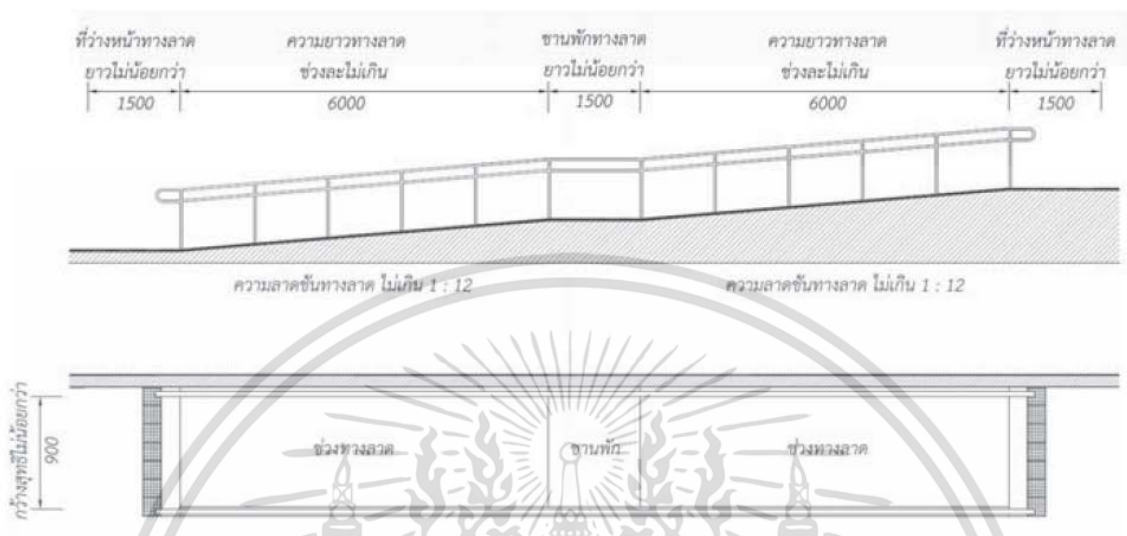 ที่ว่างหน้าทางลาด ความยาวทางลาด ชานพักทางลาด ความยาวทางลาด ที่ว่างหน้าทางลาด
ยาวไม่น้อยกว่า ช่วงละไม่เกิน ยาวไม่น้อยกว่า ช่วงละไม่เกิน ยาวไม่น้อยกว่า
1500 6000 1500 6000 1500
ความลาดชันทางลาด ไม่เกิน 1 : 12 ความลาดชันทางลาด ไม่เกิน 1 : 12
กว้างสุทธิไม่น้อยกว่า
900
ช่วงทางลาด ชานพัก ช่วงทางลาด